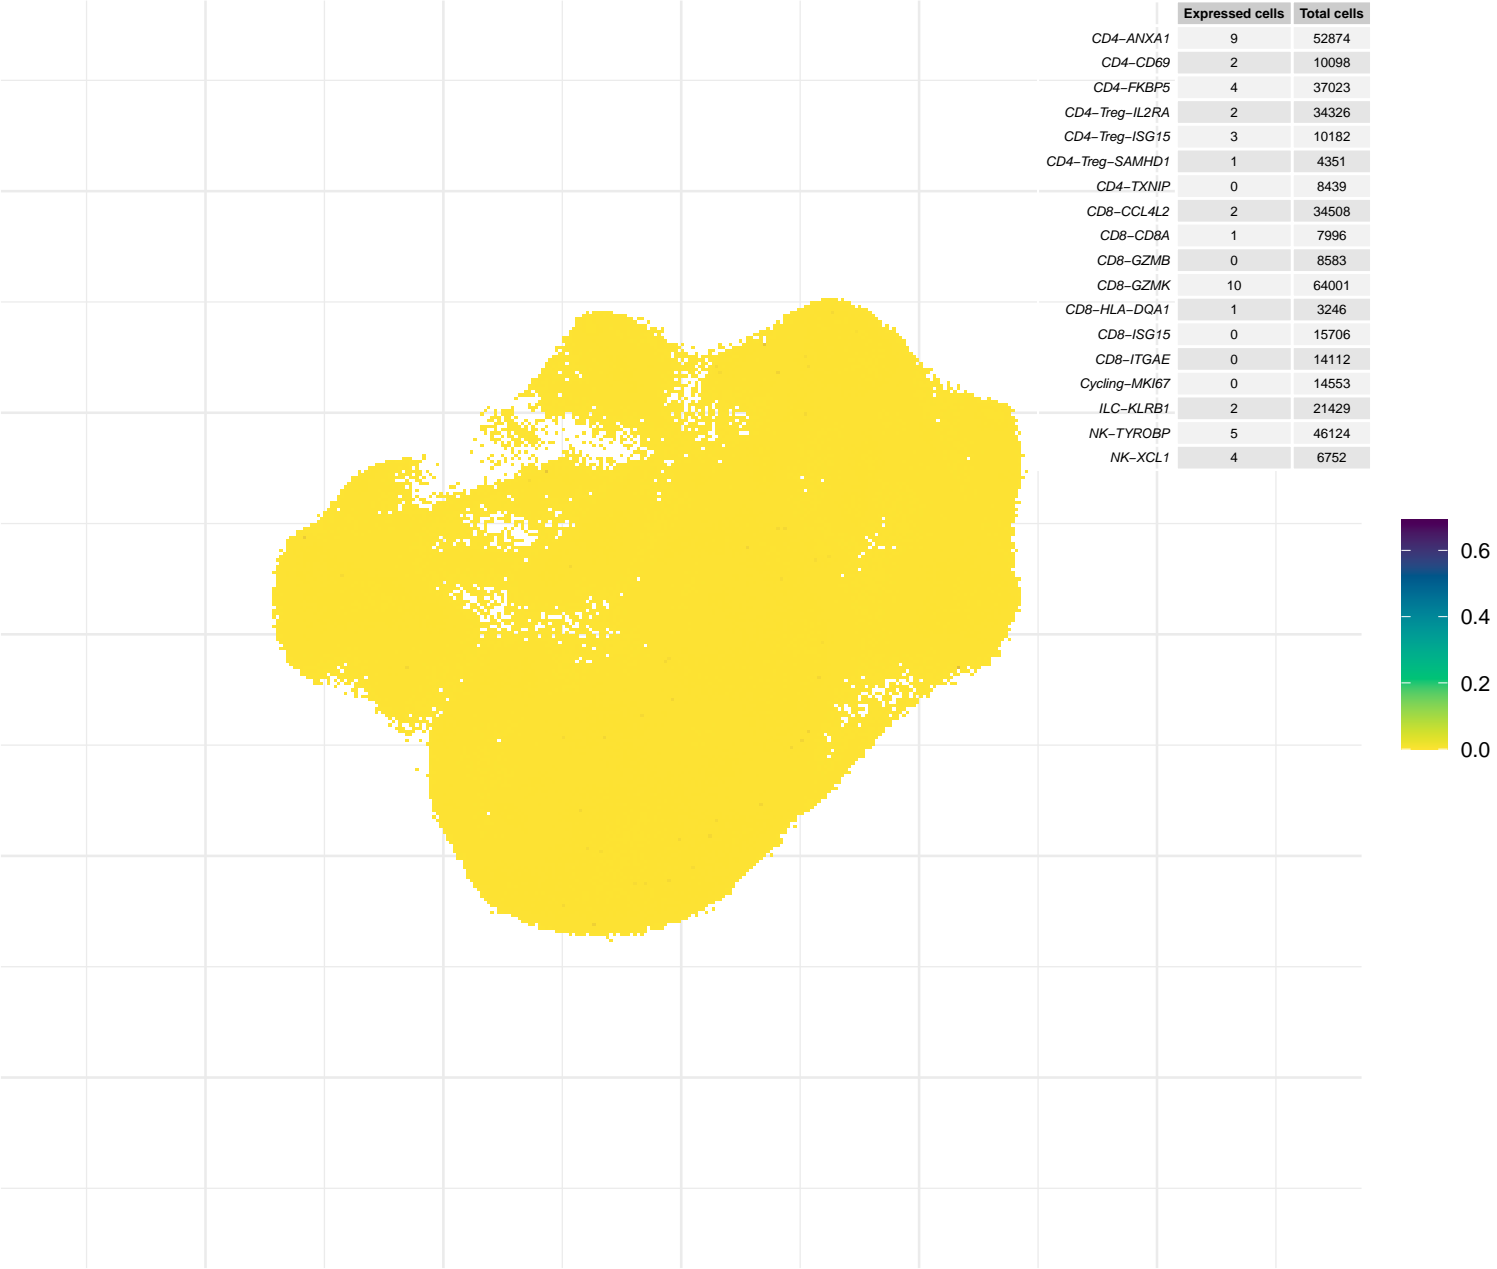 Expressed cells Total cells
CD4−ANXA1 9 52874
CD4−CD69 2 10098
CD4−FKBP5 4 37023
CD4−Treg−IL2RA 2 34326
CD4−Treg−ISG15 3 10182
CD4−Treg−SAMHD1 1 4351
CD4−TXNIP 0 8439
CD8−CCL4L2 2 34508
CD8−CD8A 1 7996
CD8−GZMB 0 8583
CD8−GZMK 10 64001
CD8−HLA−DQA1 1 3246
CD8−ISG15 0 15706
CD8−ITGAE 0 14112
Cycling−MKI67 0 14553
ILC−KLRB1 2 21429
NK−TYROBP 5 46124
NK−XCL1 4 6752
0.6
0.4
0.2
0.0